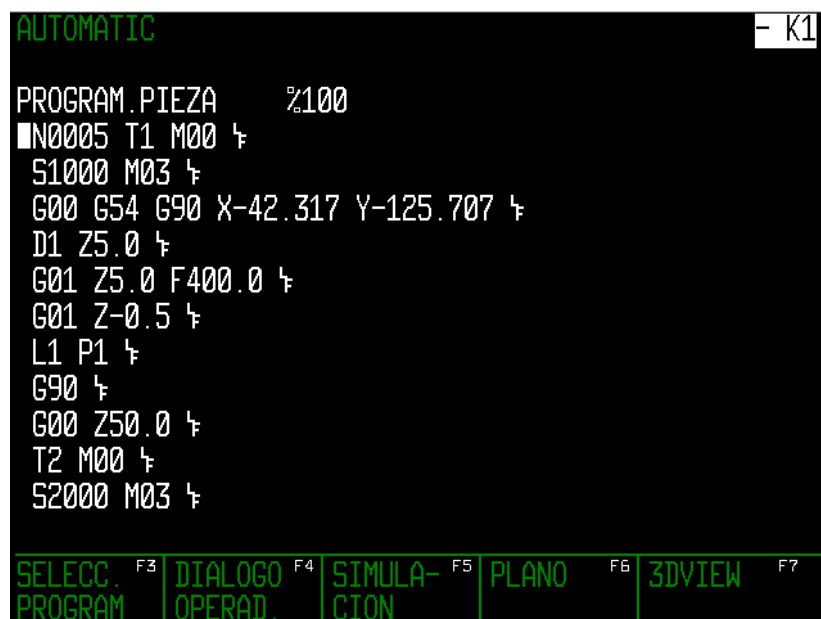 AUTOMATIC
- K1
PROGRAM.PIEZA %100
N0005 T1 M00 ␊
S1000 M03 ␊
G00 G54 G90 X-42.317 Y-125.707 ␊
D1 Z5.0 ␊
G01 Z5.0 F400.0 ␊
G01 Z-0.5 ␊
L1 P1 ␊
G90 ␊
G00 Z50.0 ␊
T2 M00 ␊
S2000 M03 ␊
SELECC. F3 DIALOGO F4 SIMULA- F5 PLANO F6 3DVIEW F7
PROGRAM OPERAD. CION